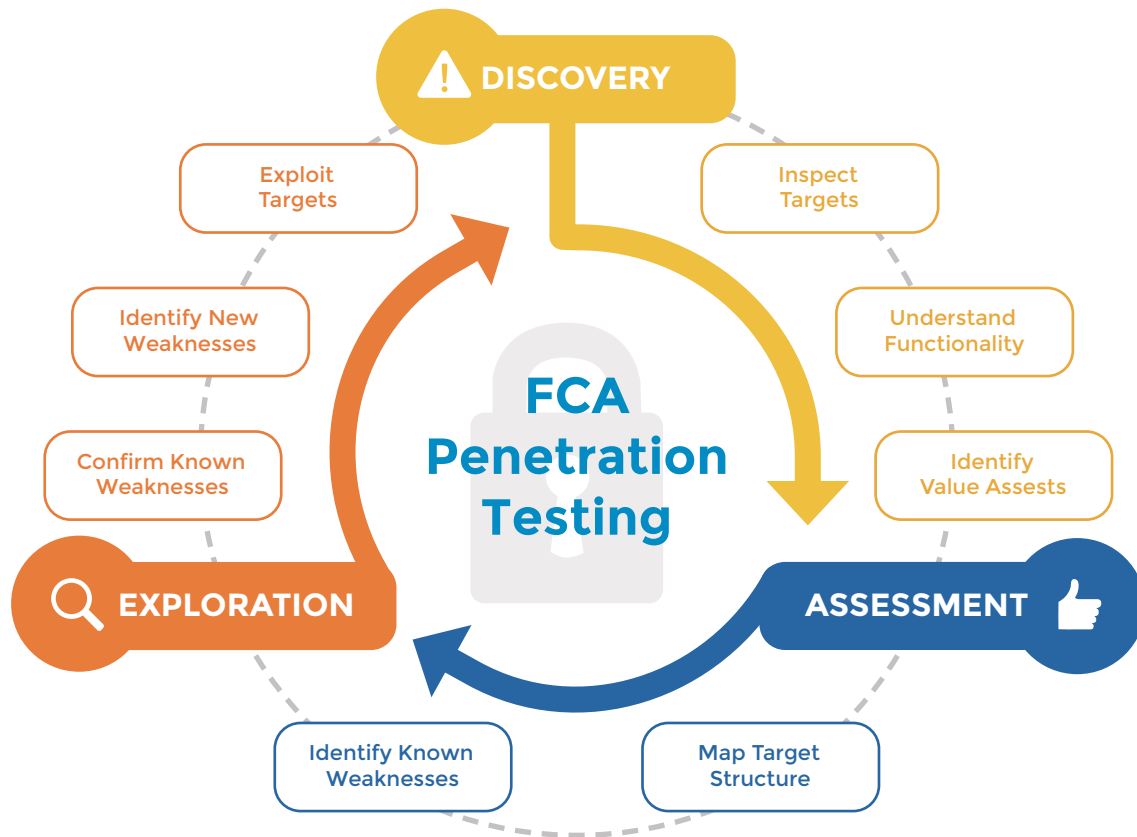 DISCOVERY
Exploit
Targets
Inspect
Targets
Identify New
Weaknesses
Understand
Functionality
FCA
Penetration
Testing
Confirm Known
Weaknesses
Identify
Value Assests
EXPLORATION
ASSESSMENT
Identify Known
Weaknesses
Map Target
Structure